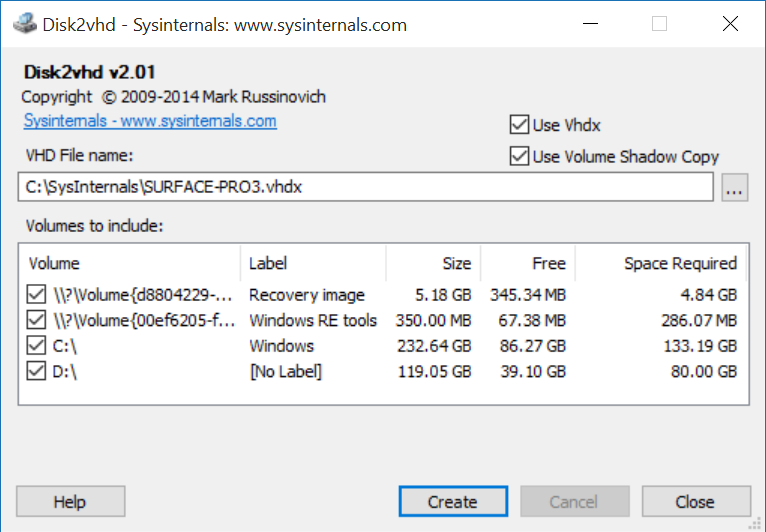 Disk2vhd - Sysinternals: www.sysinternals.com
Disk2vhd v2.01
Copyright © 2009-2014 Mark Russinovich
Sysinternals - www.sysinternals.com
Use Vhdx
VHD File name:
Use Volume Shadow Copy
C:\SysInternals\SURFACE-PRO3.vhdx
...
Volumes to include:
Volume Label Size Free Space Required
\\?\Volume{d8804229-... Recovery image 5.18 GB 345.34 MB 4.84 GB
\\?\Volume{00ef6205-f... Windows RE tools 350.00 MB 67.38 MB 286.07 MB
C:\ Windows 232.64 GB 86.27 GB 133.19 GB
D:\ [No Label] 119.05 GB 39.10 GB 80.00 GB
Help Create Cancel Close